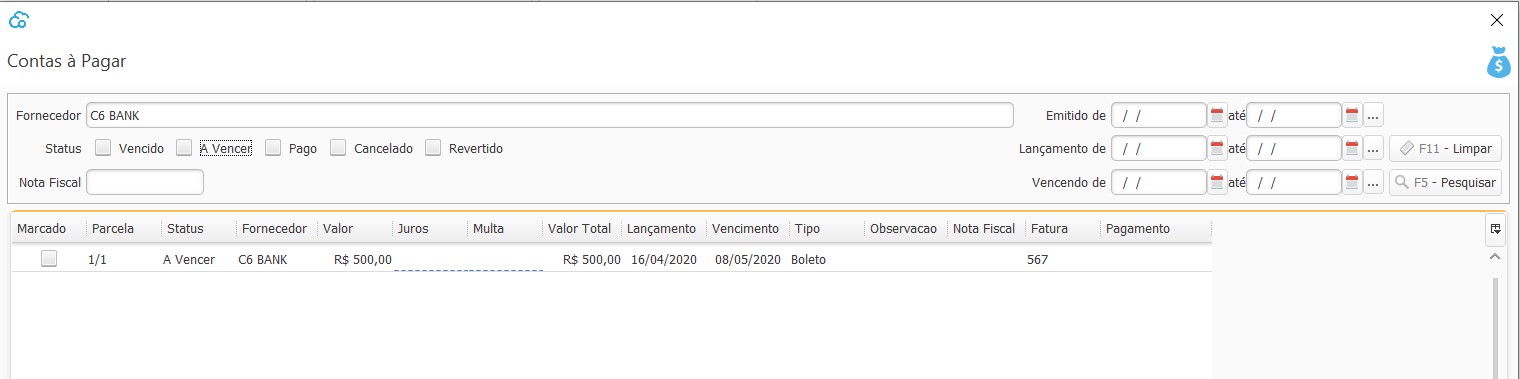 Contas à Pagar
Fornecedor C6 BANK Emitido de / / até / / ...
Status Vencido A Vencer Pago Cancelado Revertido Lançamento de / / até / / ... F11 - Limpar
Nota Fiscal Vencendo de / / até / / ... F5 - Pesquisar
Marcado Parcela Status Fornecedor Valor Juros Multa Valor Total Lançamento Vencimento Tipo Observacao Nota Fiscal Fatura Pagamento
1/1 A Vencer C6 BANK R$ 500,00 R$ 500,00 16/04/2020 08/05/2020 Boleto 567